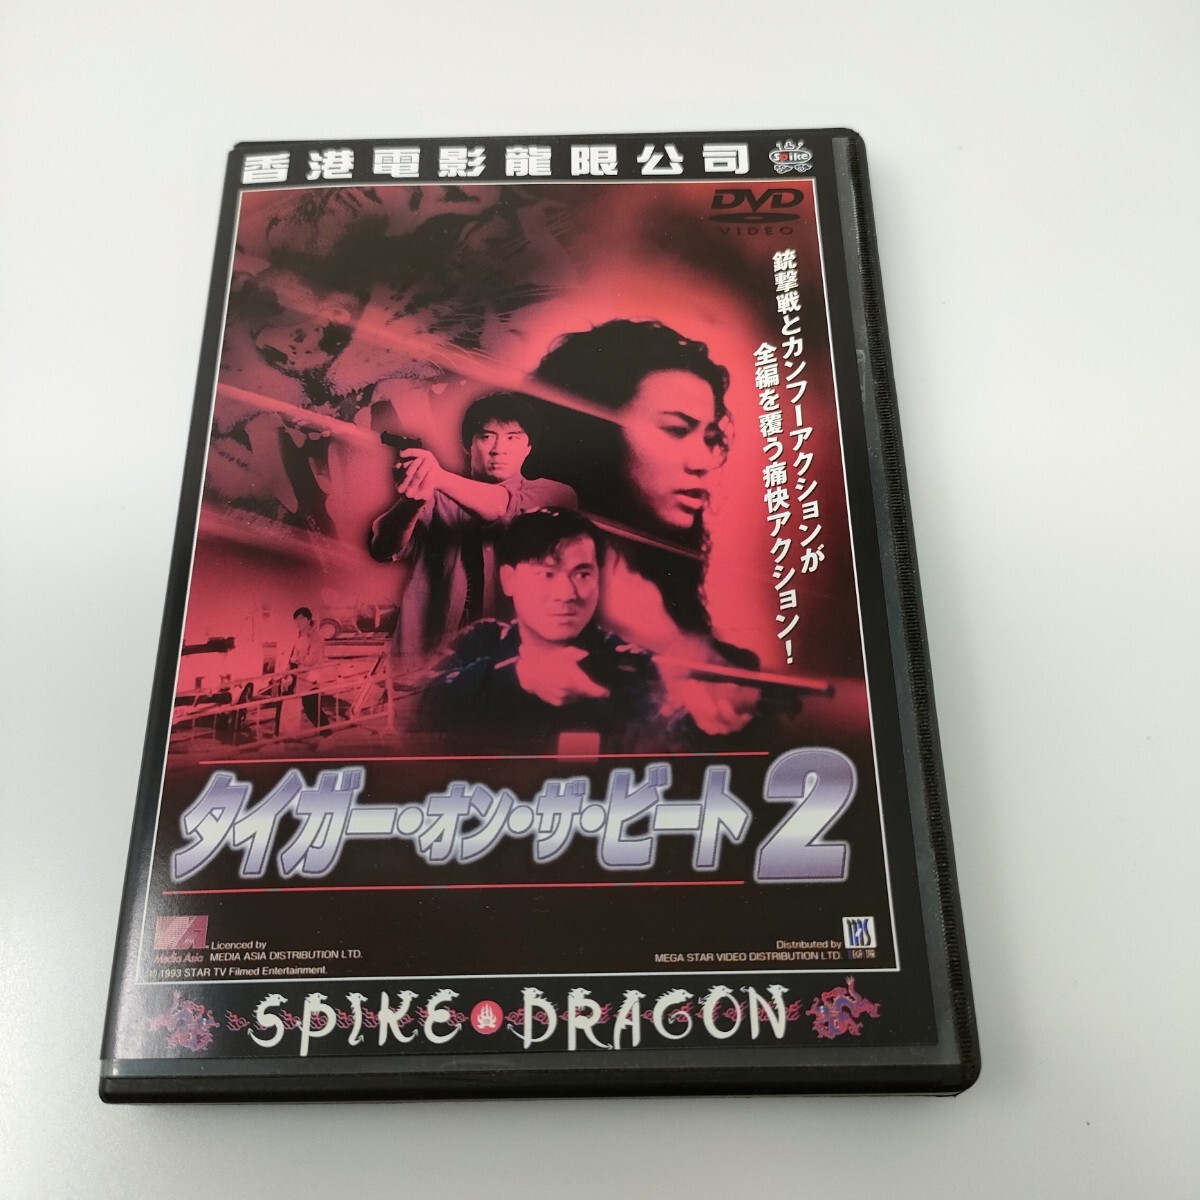 香港電影龍限公司
Spike
DVD
VIDEO
銃撃戦とカンフーアクションが
全編を覆う痛快アクション！
タイガー・オン・ザ・ビート2
Media Asia
Licenced by
MEDIA ASIA DISTRIBUTION LTD.
© 1993 STAR TV Filmed Entertainment.
Distributed by
MEGA STAR VIDEO DISTRIBUTION LTD.
SPIKE DRAGON